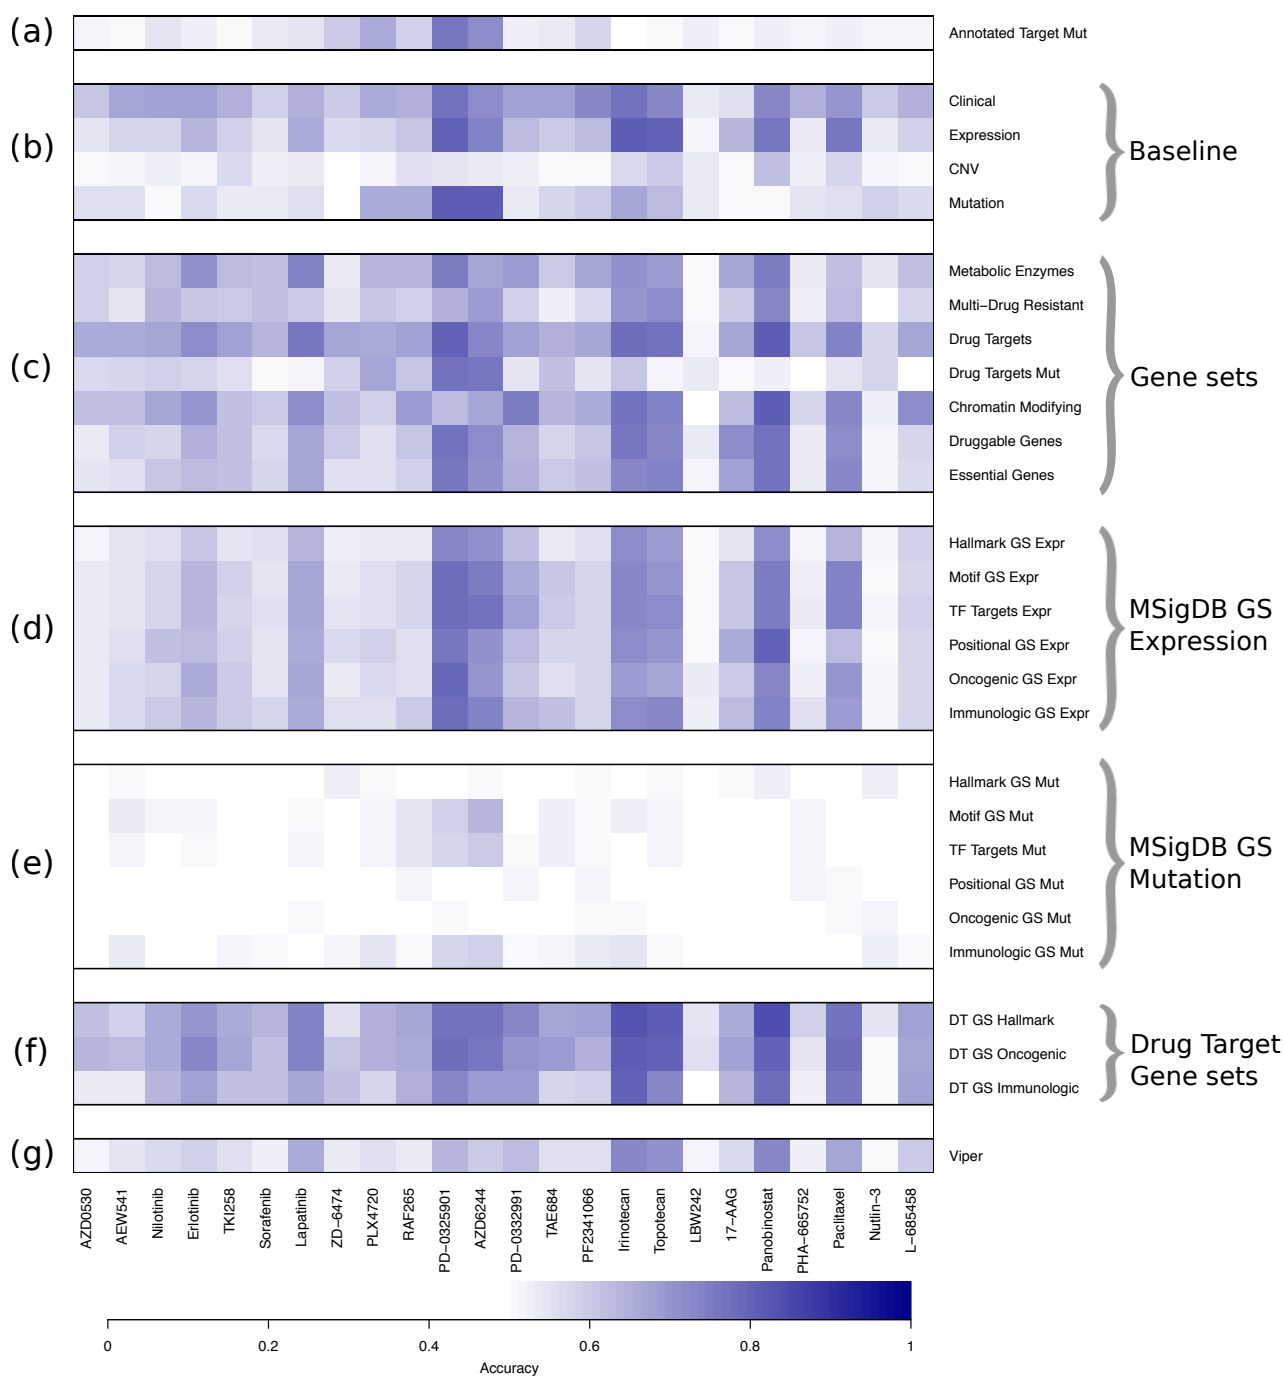 (a)
Annotated Target Mut
(b)
Clinical
Expression
CNV
Mutation
Baseline
(c)
Metabolic Enzymes
Multi−Drug Resistant
Drug Targets
Drug Targets Mut
Chromatin Modifying
Druggable Genes
Essential Genes
Gene sets
(d)
Hallmark GS Expr
Motif GS Expr
TF Targets Expr
Positional GS Expr
Oncogenic GS Expr
Immunologic GS Expr
MSigDB GS
Expression
(e)
Hallmark GS Mut
Motif GS Mut
TF Targets Mut
Positional GS Mut
Oncogenic GS Mut
Immunologic GS Mut
MSigDB GS
Mutation
(f)
DT GS Hallmark
DT GS Oncogenic
DT GS Immunologic
Drug Target
Gene sets
(g)
Viper
AZD0530
AEW541
Nilotinib
Erlotinib
TKI258
Sorafenib
Lapatinib
ZD−6474
PLX4720
RAF265
PD−0325901
AZD6244
PD−0332991
TAE684
PF2341066
Irinotecan
Topotecan
LBW242
17−AAG
Panobinostat
PHA−665752
Paclitaxel
Nutlin−3
L−685458
0 0.2 0.4 0.6 0.8 1
Accuracy